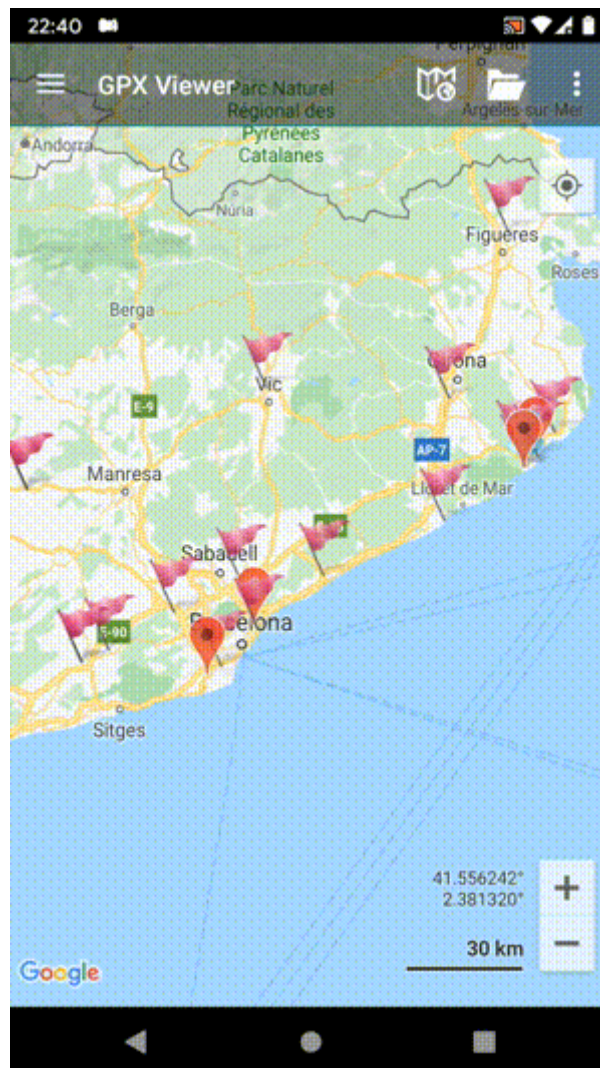 22:40
Perpignan
GPX Viewer
Parc Naturel
Régional des
Pyrénées
Catalanes
Argelès-sur-Mer
Andorra
Núria
Figueres
Roses
Berga
Vic
E-9
AP-7
Manresa
Lloret de Mar
Sabadell
E-90
Barcelona
Sitges
41.556242°
2.381320°
30 km
Google